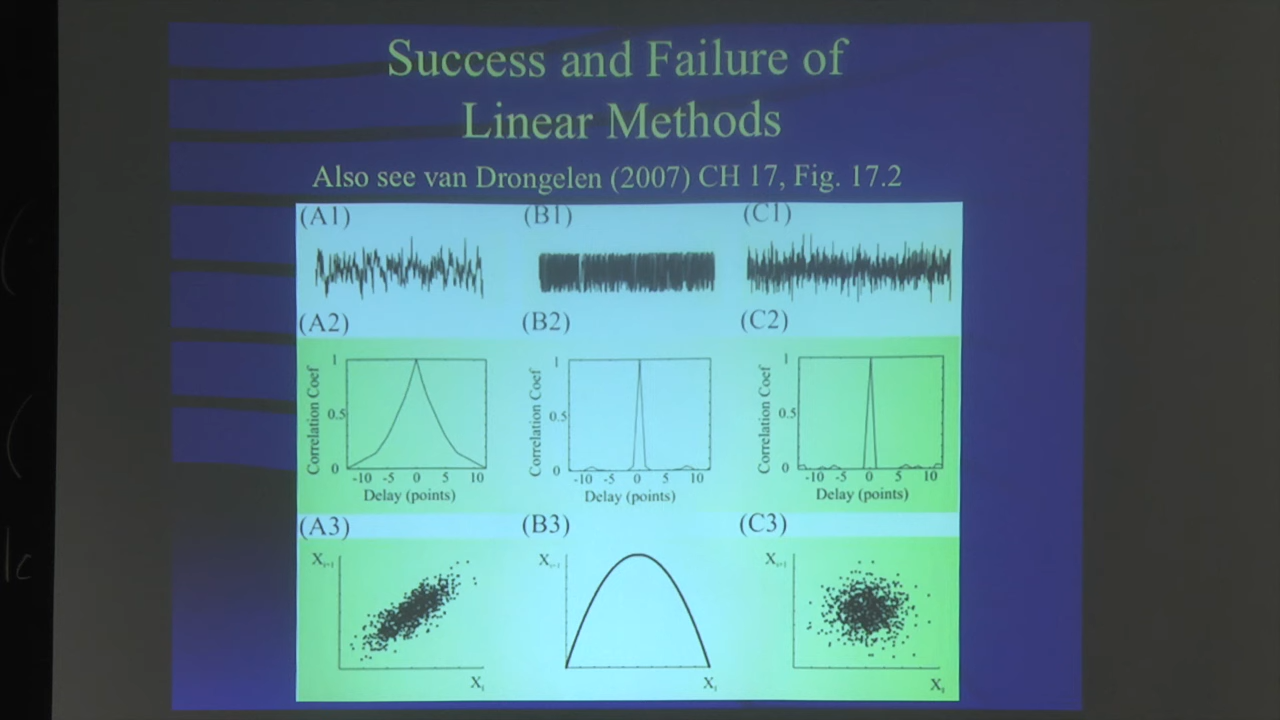 Success and Failure of
Linear Methods
Also see van Drongelen (2007) CH 17, Fig. 17.2
(A1) (B1) (C1)
(A2) (B2) (C2)
Correlation Coef
1
0.5
0
-10 -5 0 5 10
Delay (points)
Correlation Coef
1
0.5
0
-10 -5 0 5 10
Delay (points)
Correlation Coef
1
0.5
0
-10 -5 0 5 10
Delay (points)
(A3) (B3) (C3)